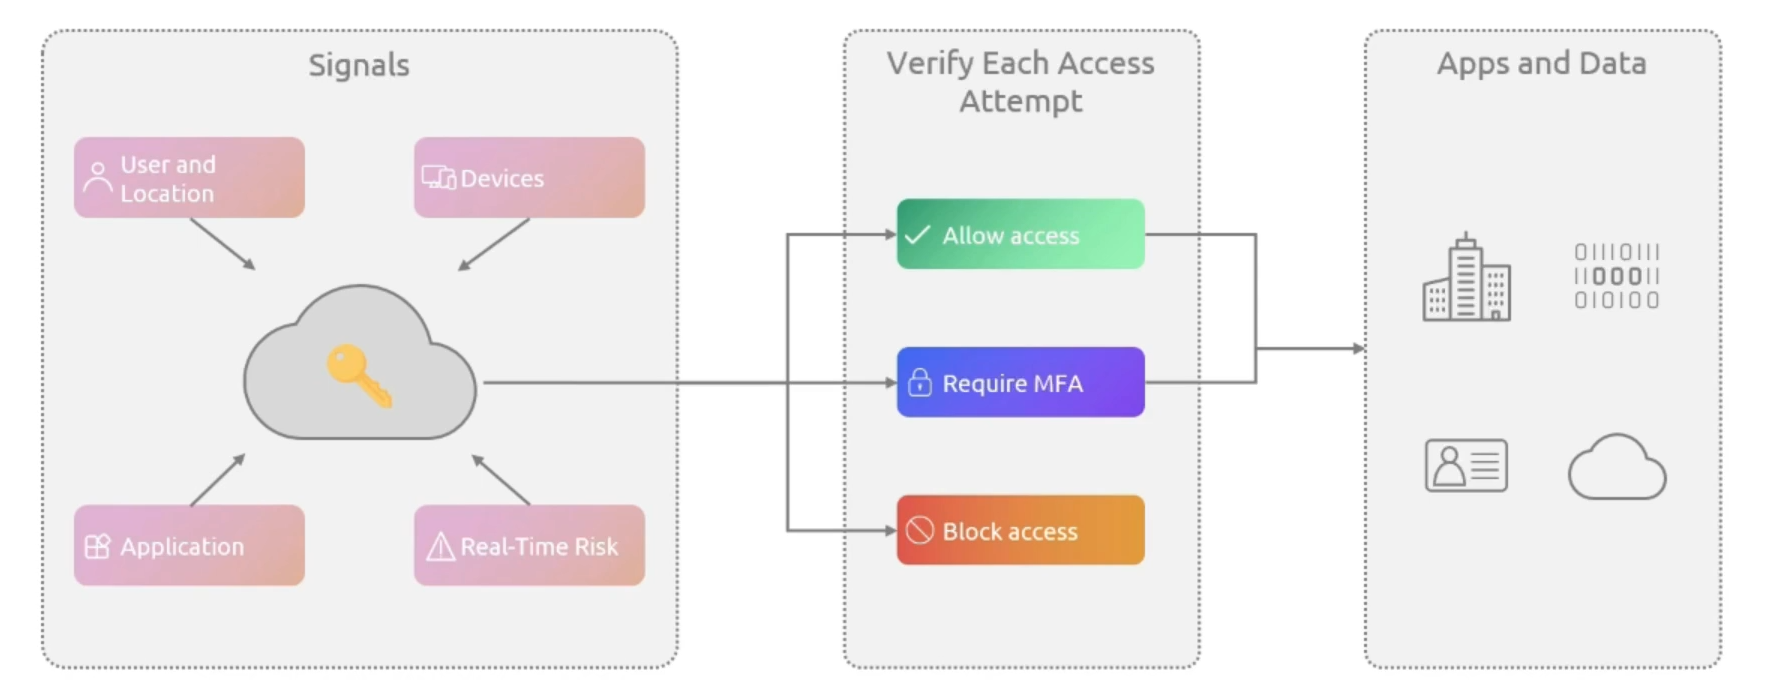 Signals
User and
Location
Devices
Application
Real-Time Risk
Verify Each Access
Attempt
Allow access
Require MFA
Block access
Apps and Data
01110111
1100011
010100